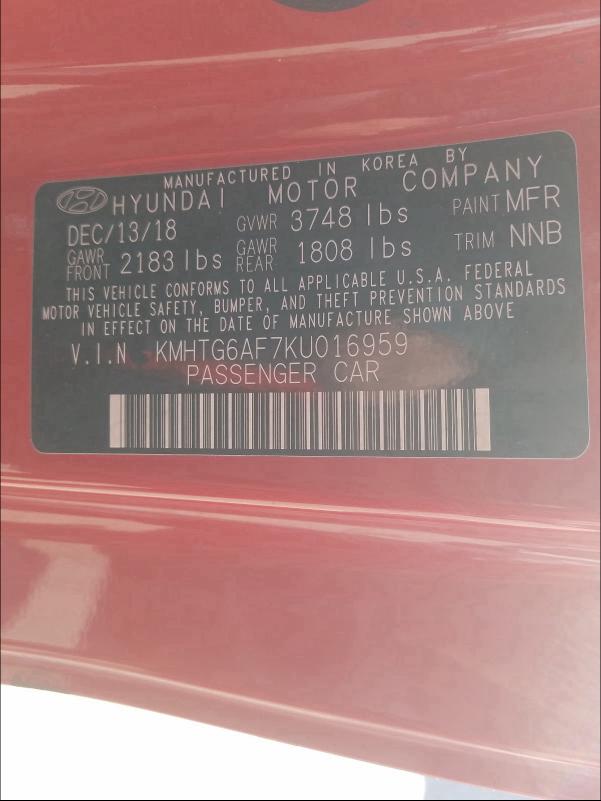 MANUFACTURED IN KOREA BY
HYUNDAI MOTOR COMPANY
DEC/13/18 GVWR 3748 lbs PAINT MFR
GAWR FRONT 2183 lbs GAWR REAR 1808 lbs TRIM NNB
THIS VEHICLE CONFORMS TO ALL APPLICABLE U.S.A. FEDERAL
MOTOR VEHICLE SAFETY, BUMPER, AND THEFT PREVENTION STANDARDS
IN EFFECT ON THE DATE OF MANUFACTURE SHOWN ABOVE
V.I.N KMHTG6AF7KU016959
PASSENGER CAR